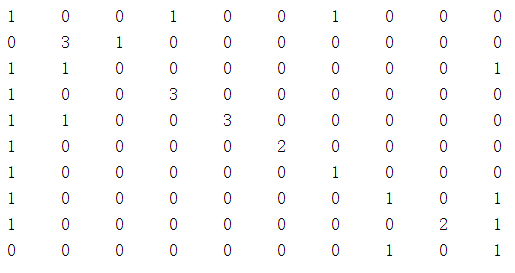 1 0 0 1 0 0 1 0 0 0
0 3 1 0 0 0 0 0 0 0
1 1 0 0 0 0 0 0 0 1
1 0 0 3 0 0 0 0 0 0
1 1 0 0 3 0 0 0 0 0
1 0 0 0 0 2 0 0 0 0
1 0 0 0 0 0 1 0 0 0
1 0 0 0 0 0 0 1 0 1
1 0 0 0 0 0 0 0 2 1
0 0 0 0 0 0 0 1 0 1